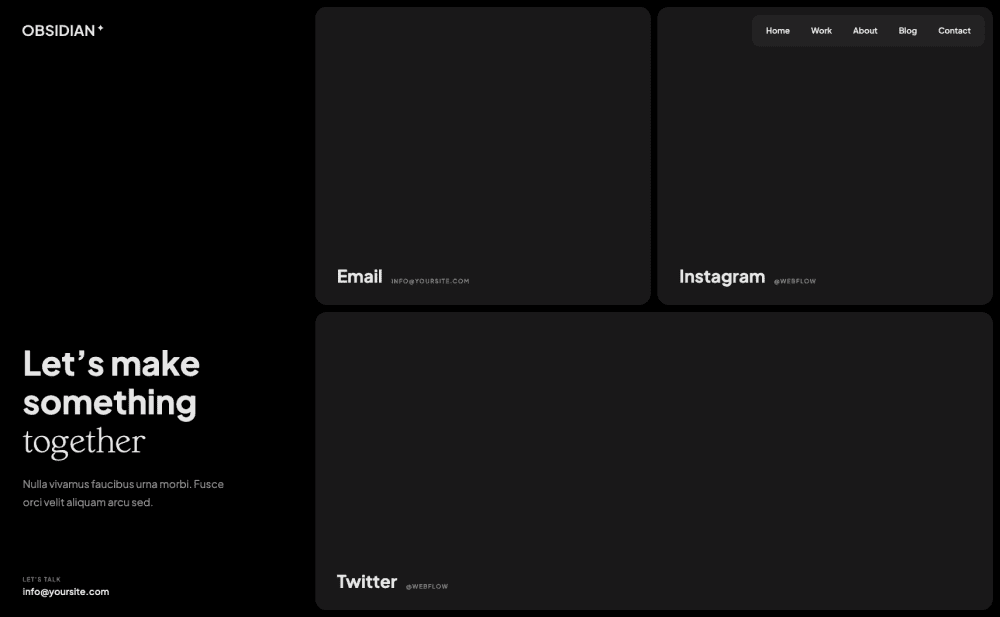 OBSIDIAN
Home Work About Blog Contact
Email INFO@YOURSITE.COM
Instagram @WEBFLOW
Let’s make
something
together
Nulla vivamus faucibus urna morbi. Fusce
orci velit aliquam arcu sed.
LET'S TALK
info@yoursite.com
Twitter @WEBFLOW